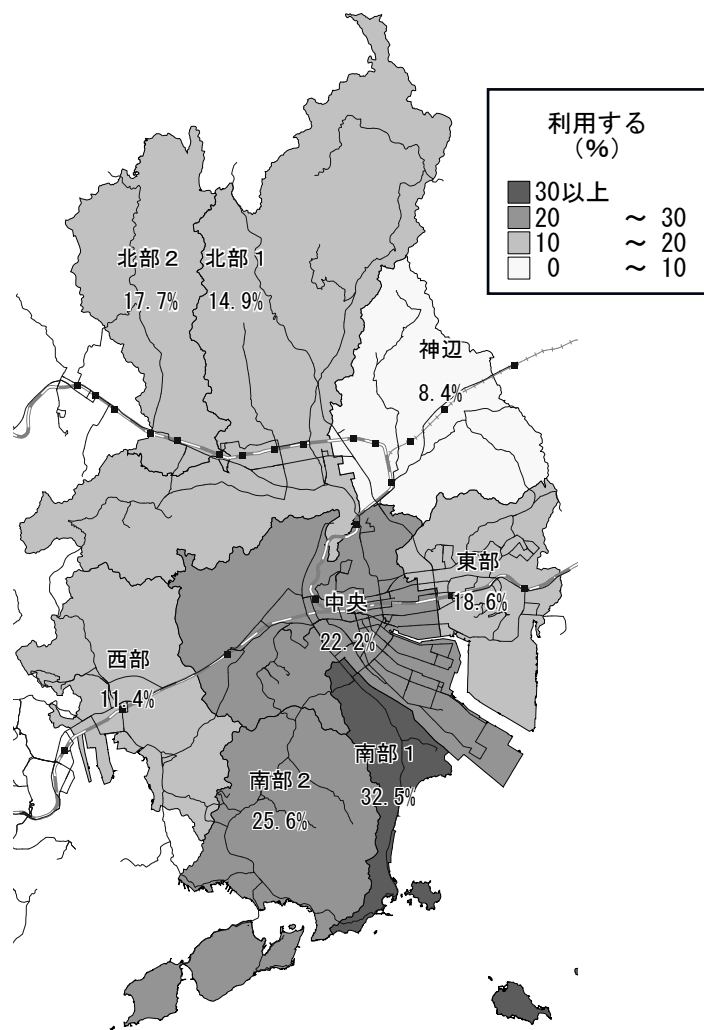 利用する
（%）
30以上
20 ～ 30
10 ～ 20
0 ～ 10
北部２
17.7%
北部１
14.9%
神辺
8.4%
東部
18.6%
中央
22.2%
西部
11.4%
南部１
32.5%
南部２
25.6%